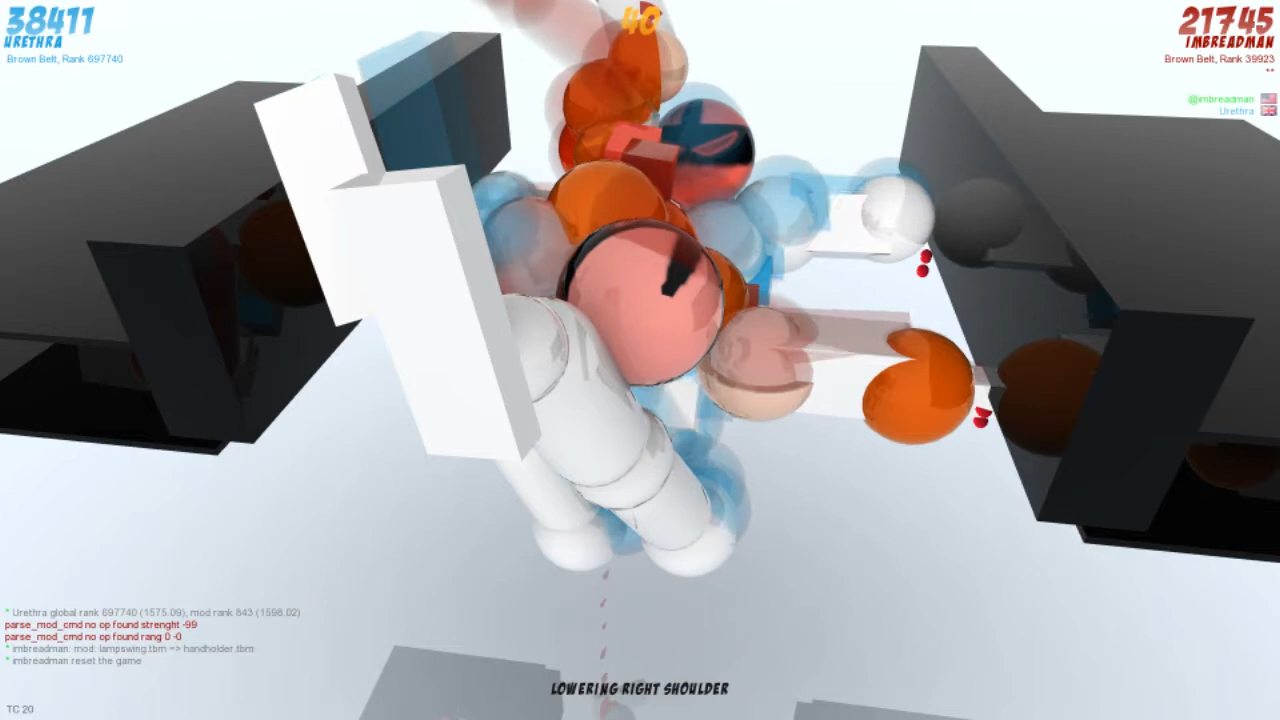 38411
URETHRA
Brown Belt, Rank 697740
40
21745
IMBREADMAN
Brown Belt, Rank 39923
@imbreadman
Urethra
* Urethra global rank 697740 (1575.09), mod rank 843 (1598.02)
parse_mod_cmd no op found strenght -99
parse_mod_cmd no op found rang 0 -0
* imbreadman: mod: lampswing.tbm => handholder.tbm
* imbreadman reset the game
LOWERING RIGHT SHOULDER
TC 20